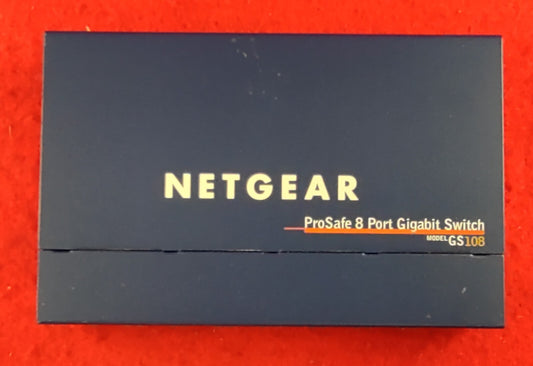 NETGEAR
ProSafe 8 Port Gigabit Switch
MODEL GS108